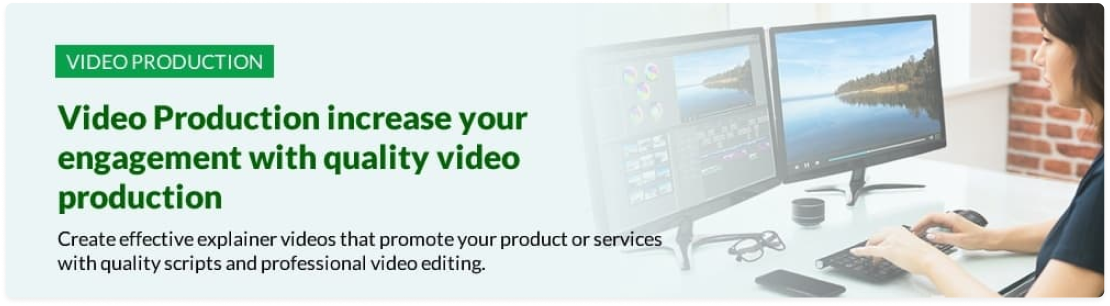 VIDEO PRODUCTION
Video Production increase your
engagement with quality video
production
Create effective explainer videos that promote your product or services
with quality scripts and professional video editing.